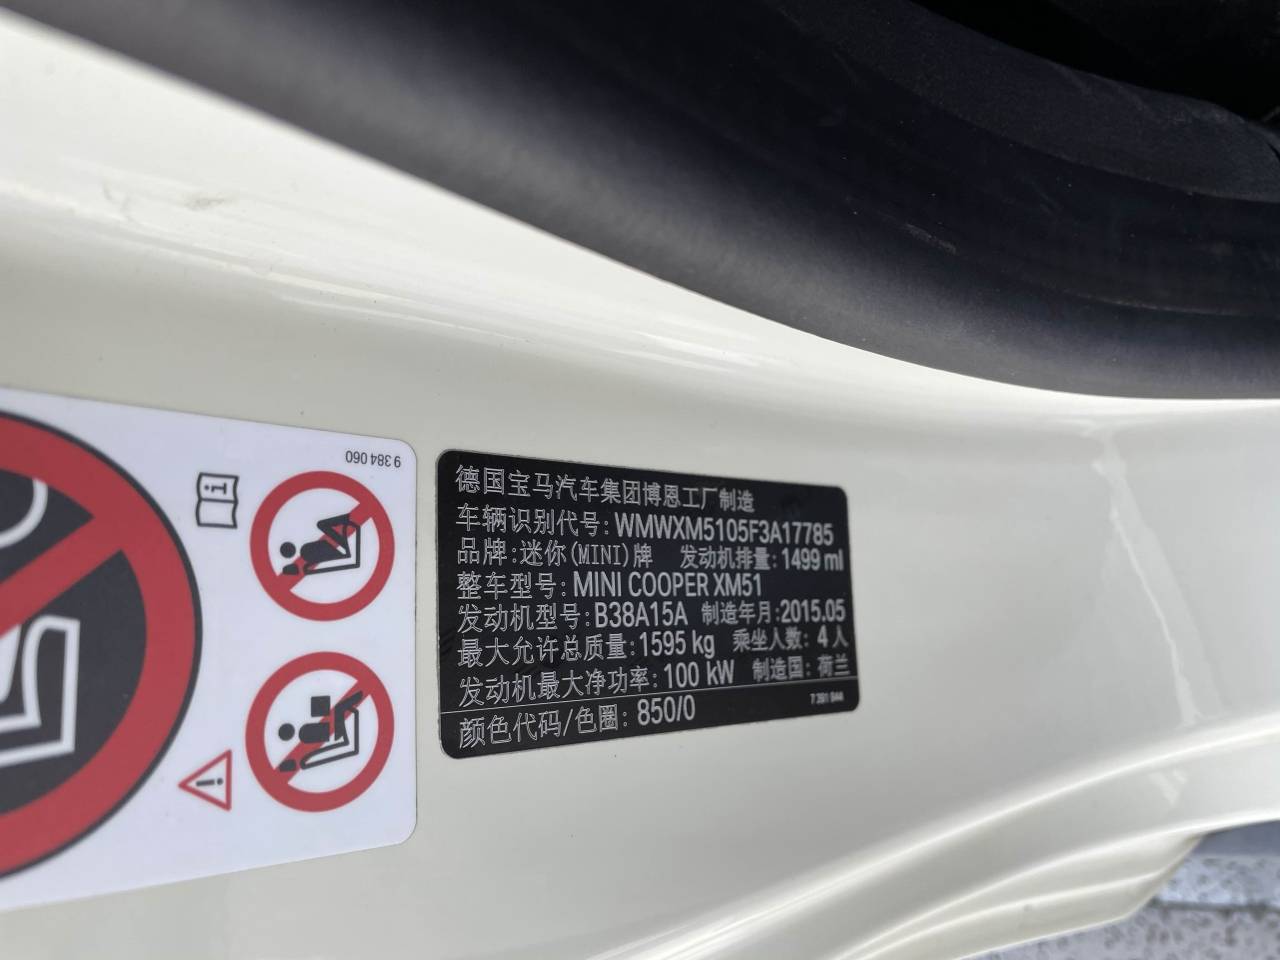 9 384 060
德国宝马汽车集团博恩工厂制造
车辆识别代号: WMWXM5105F3A17785
品牌: 迷你(MINI)牌 发动机排量: 1499 ml
整车型号: MINI COOPER XM51
发动机型号: B38A15A 制造年月: 2015.05
最大允许总质量: 1595 kg 乘坐人数: 4 人
发动机最大净功率: 100 kW 制造国: 荷兰
颜色代码/色圈: 850/0
7 391 944